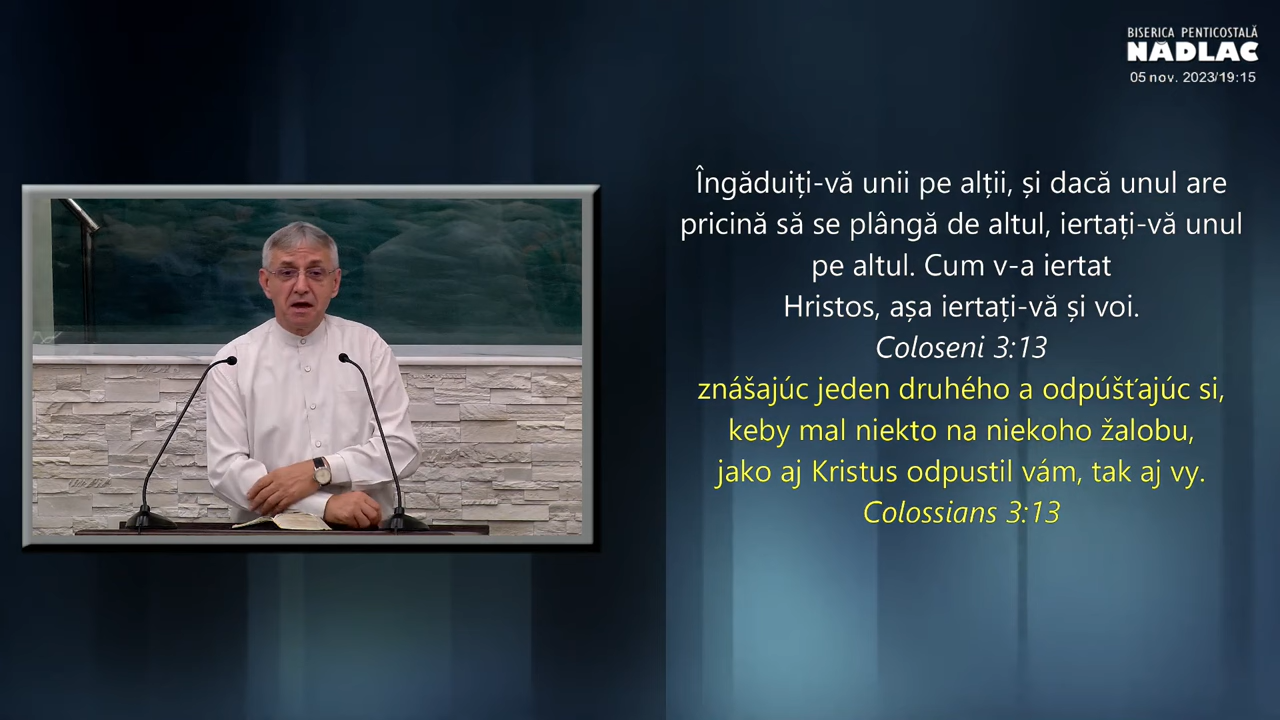 BISERICA PENTICOSTALĂ
NĂDLAC
05 nov. 2023/19:15
Îngăduiți-vă unii pe alții, și dacă unul are
pricină să se plângă de altul, iertați-vă unul
pe altul. Cum v-a iertat
Hristos, așa iertați-vă și voi.
Coloseni 3:13
znášajúc jeden druhého a odpúšťajúc si,
keby mal niekto na niekoho žalobu,
jako aj Kristus odpustil vám, tak aj vy.
Colossians 3:13